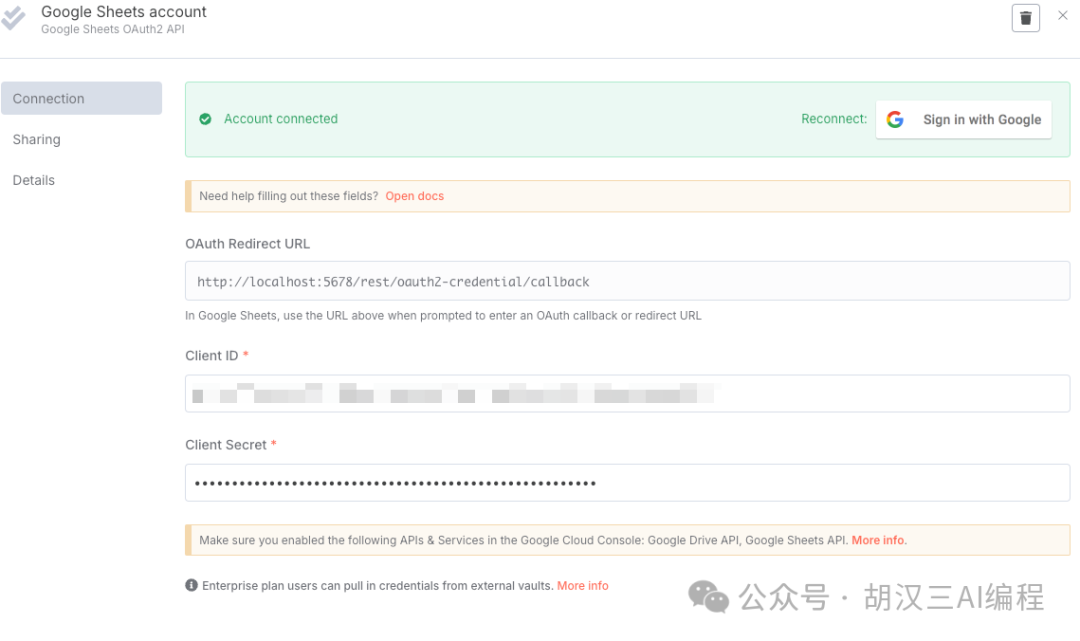 Google Sheets account
Google Sheets OAuth2 API
Connection
Sharing
Details
Account connected
Reconnect:
Sign in with Google
Need help filling out these fields? Open docs
OAuth Redirect URL
http://localhost:5678/rest/oauth2-credential/callback
In Google Sheets, use the URL above when prompted to enter an OAuth callback or redirect URL
Client ID *
Client Secret *
Make sure you enabled the following APIs & Services in the Google Cloud Console: Google Drive API, Google Sheets API. More info.
Enterprise plan users can pull in credentials from external vaults. More info
公众号 · 胡汉三AI编程